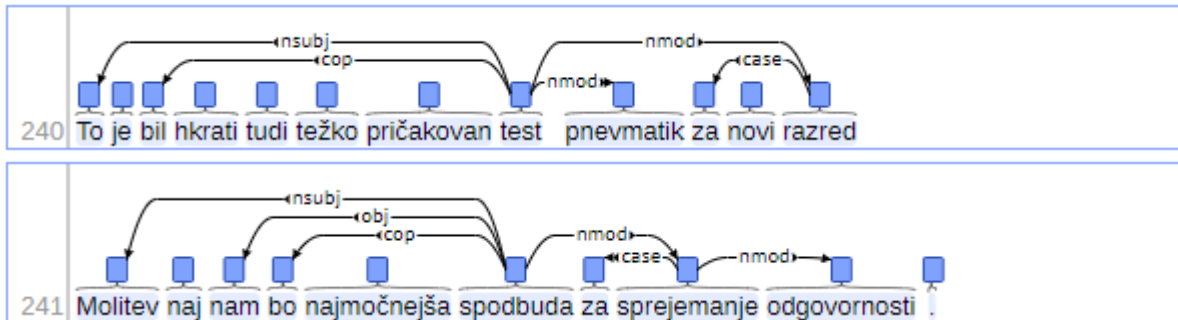 nsubj
nmod
cop
case
nmod
240 To je bil hkrati tudi težko pričakovan test pnevmatik za novi razred
nsubj
obj
cop
nmod
case
nmod
241 Molitev naj nam bo najmočnejša spodbuda za sprejemanje odgovornosti .